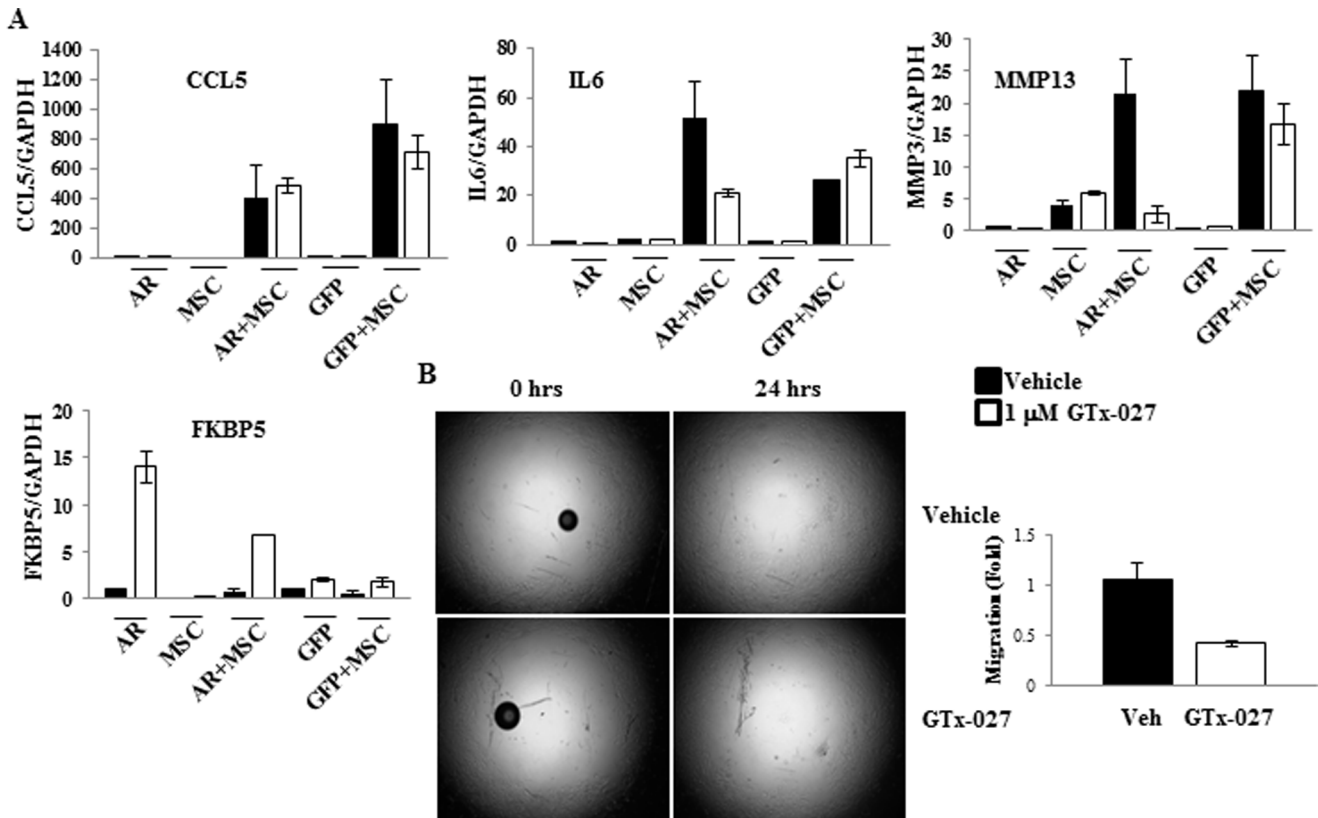 A
CCL5/GAPDH
1400
1200
1000
800
600
400
200
0
CCL5
AR
MSC
AR+MSC
GFP
GFP+MSC
IL6/GAPDH
80
60
40
20
0
IL6
AR
MSC
AR+MSC
GFP
GFP+MSC
MMP3/GAPDH
30
25
20
15
10
5
0
MMP13
AR
MSC
AR+MSC
GFP
GFP+MSC
FKBP5/GAPDH
20
15
10
5
0
FKBP5
AR
MSC
AR+MSC
GFP
GFP+MSC
B
0 hrs
24 hrs
Vehicle
1 μM GTx-027
Vehicle
GTx-027
Migration (Fold)
1.5
1
0.5
0
Veh
GTx-027